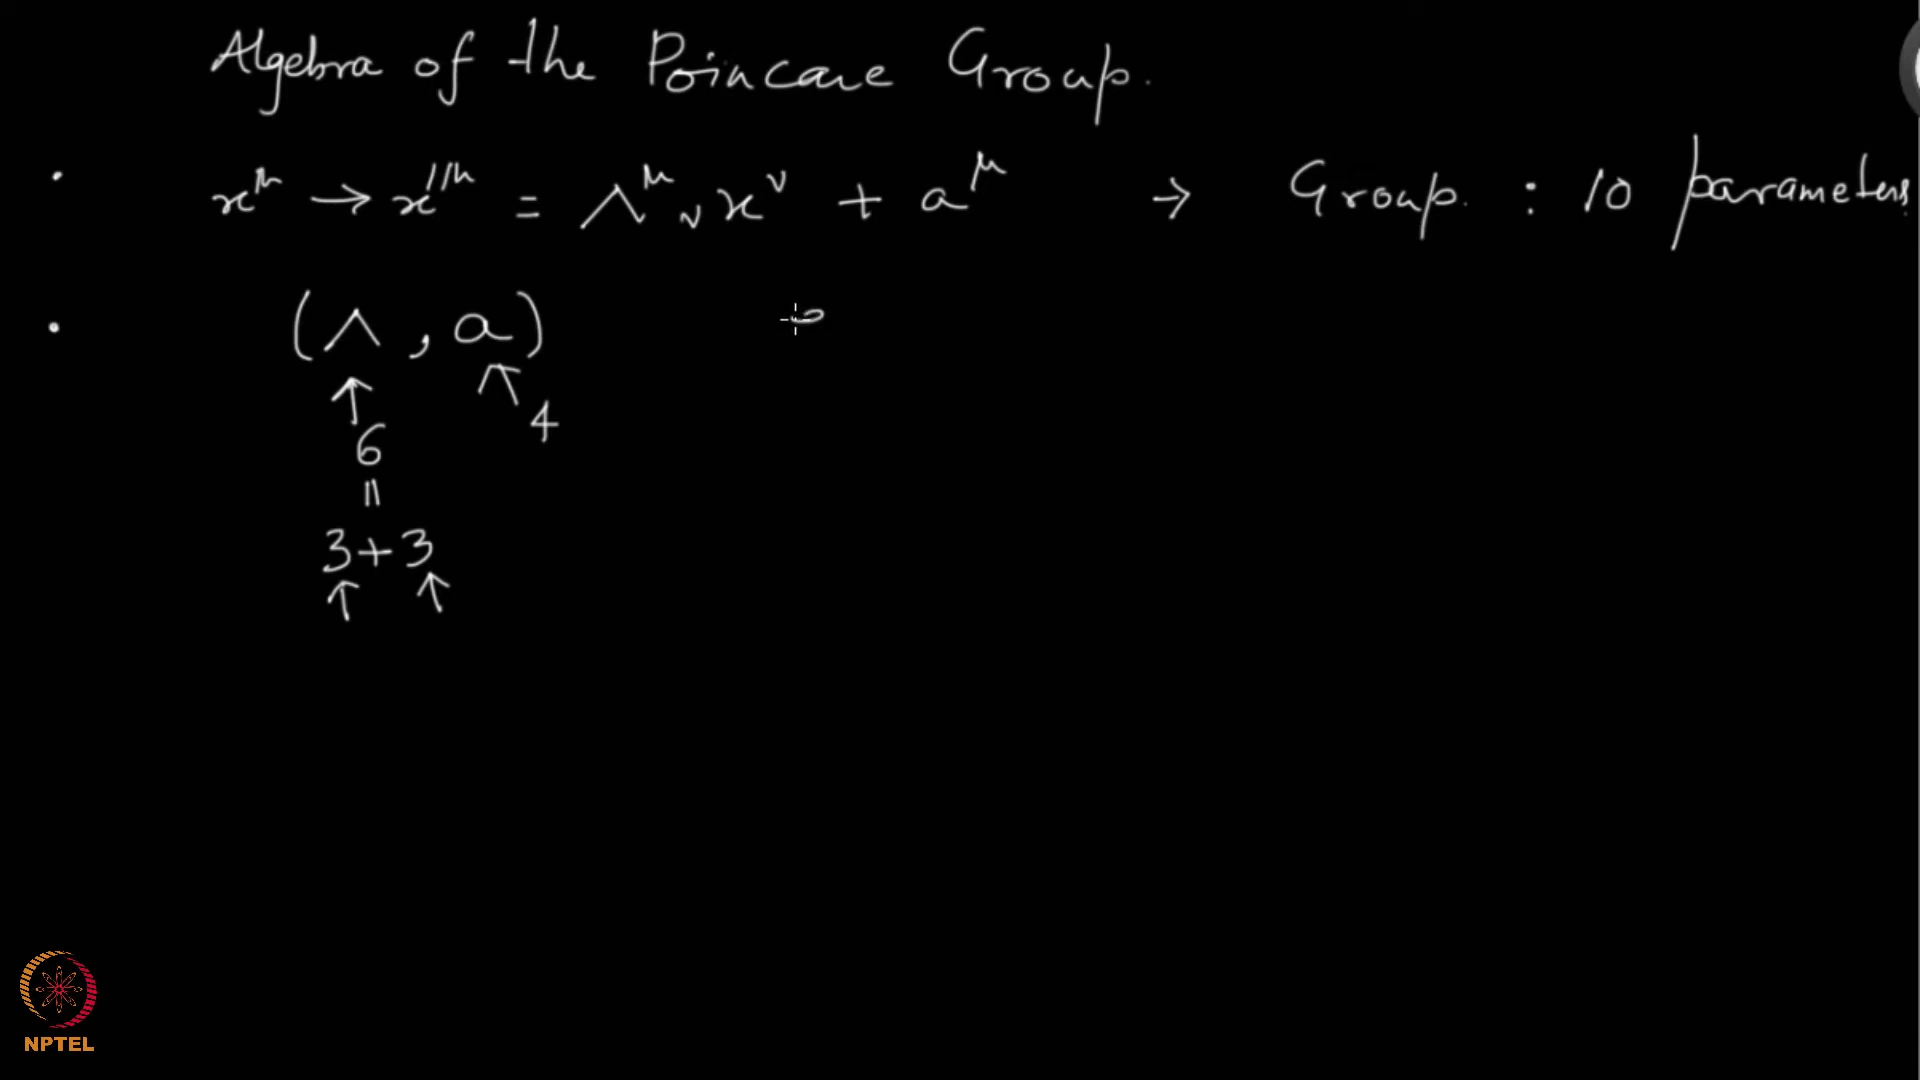 Algebra of the Poincare Group.
• x^μ → x'^μ = Λ^μ_ν x^ν + a^μ → Group. : 10 parameters.
• (Λ, a)
↑ ↑ 4
6
=
3+3
↑ ↑
NPTEL